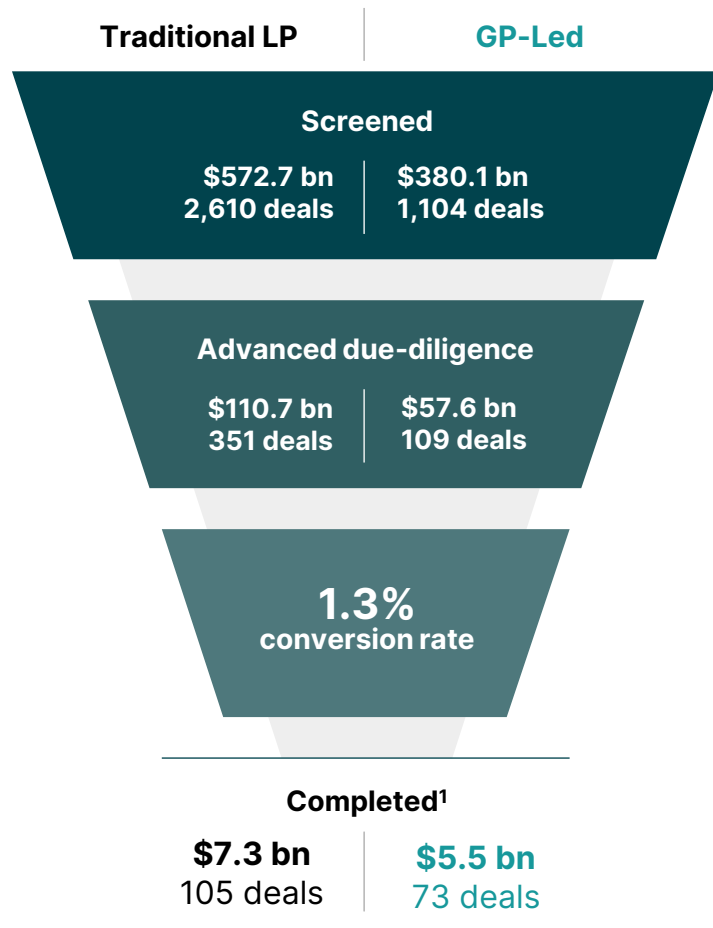 Traditional LP GP-Led
Screened
$572.7 bn $380.1 bn
2,610 deals 1,104 deals
Advanced due-diligence
$110.7 bn $57.6 bn
351 deals 109 deals
1.3%
conversion rate
Completed¹
$7.3 bn $5.5 bn
105 deals 73 deals